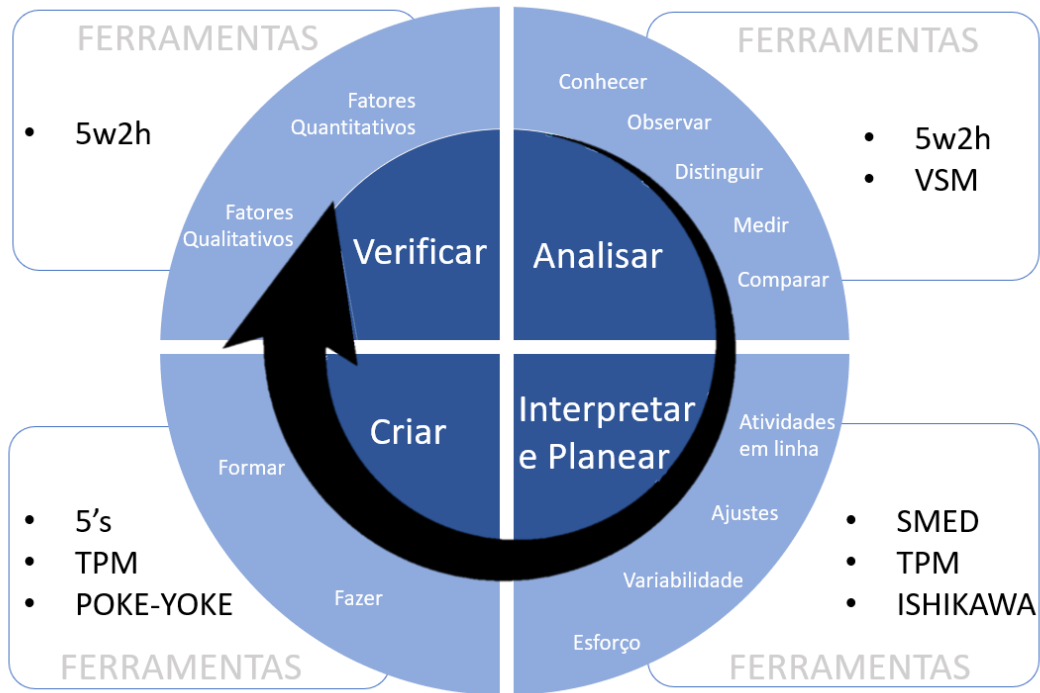 FERRAMENTAS
• 5w2h
Fatores
Quantitativos
Fatores
Qualitativos
Verificar
FERRAMENTAS
• 5w2h
• VSM
Conhecer
Observar
Distinguir
Medir
Comparar
Analisar
Interpretar
e Planear
Atividades
em linha
Ajustes
Variabilidade
Esforço
• SMED
• TPM
• ISHIKAWA
FERRAMENTAS
Criar
Formar
Fazer
• 5's
• TPM
• POKE-YOKE
FERRAMENTAS